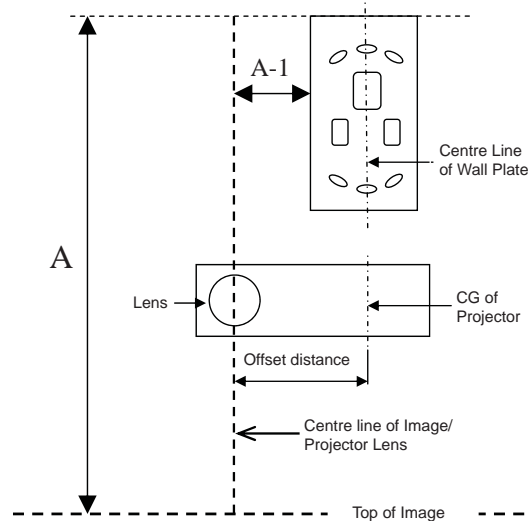 A-1
Centre Line
of Wall Plate
A
Lens
CG of
Projector
Offset distance
Centre line of Image/
Projector Lens
Top of Image